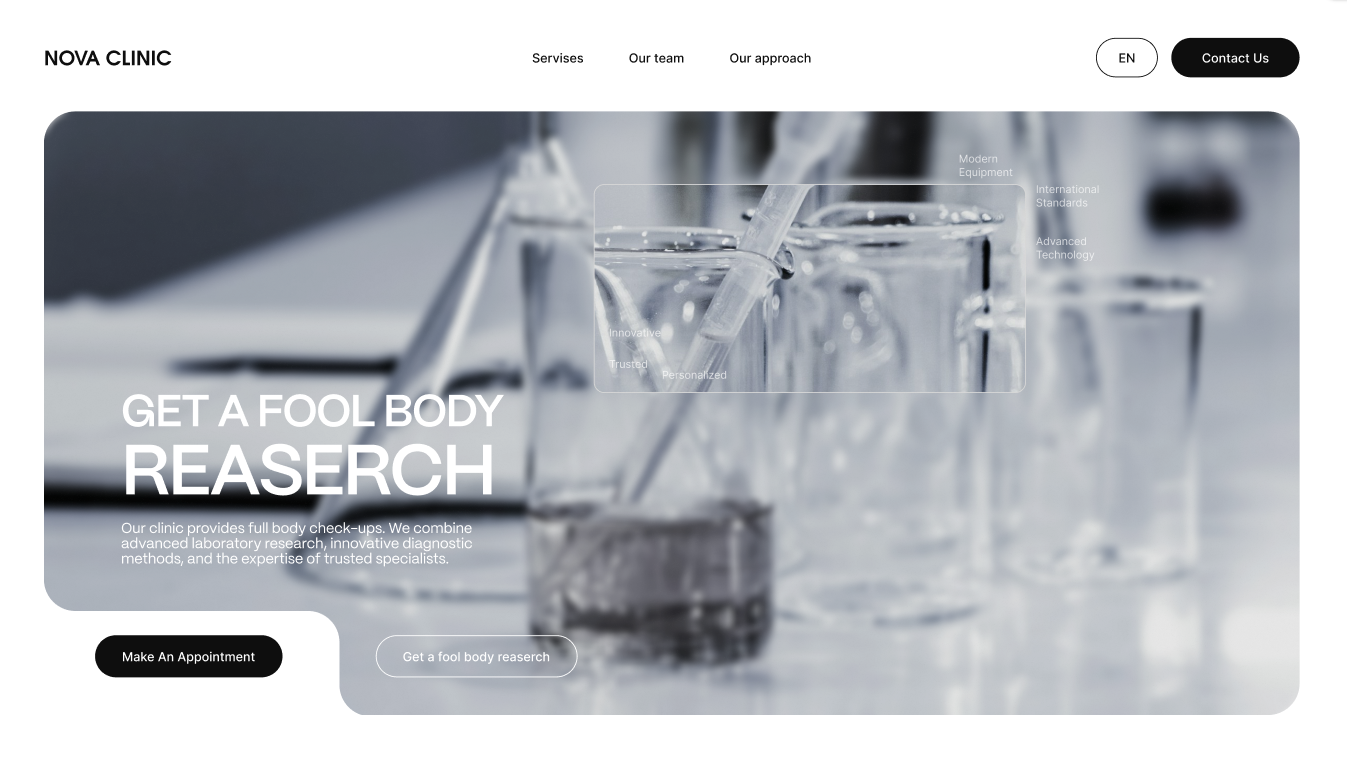 NOVA CLINIC
Servises
Our team
Our approach
EN
Contact Us
Modern
Equipment
International
Standards
Advanced
Technology
Innovative
Trusted
Personalized
GET A FOOL BODY
REASERCH
Our clinic provides full body check-ups. We combine
advanced laboratory research, innovative diagnostic
methods, and the expertise of trusted specialists.
Make An Appointment
Get a fool body reaserch